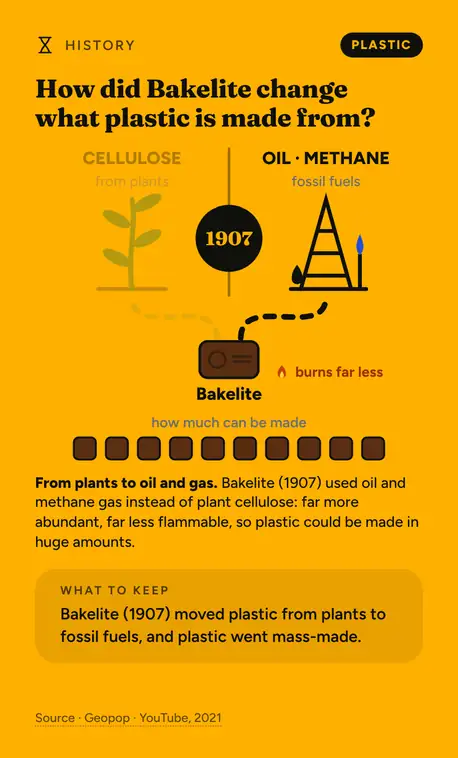 HISTORY
PLASTIC
How did Bakelite change
what plastic is made from?
CELLULOSE
from plants
OIL · METHANE
fossil fuels
1907
burns far less
Bakelite
how much can be made
From plants to oil and gas. Bakelite (1907) used oil and
methane gas instead of plant cellulose: far more
abundant, far less flammable, so plastic could be made in
huge amounts.
WHAT TO KEEP
Bakelite (1907) moved plastic from plants to
fossil fuels, and plastic went mass-made.
Source · Geopop · YouTube, 2021